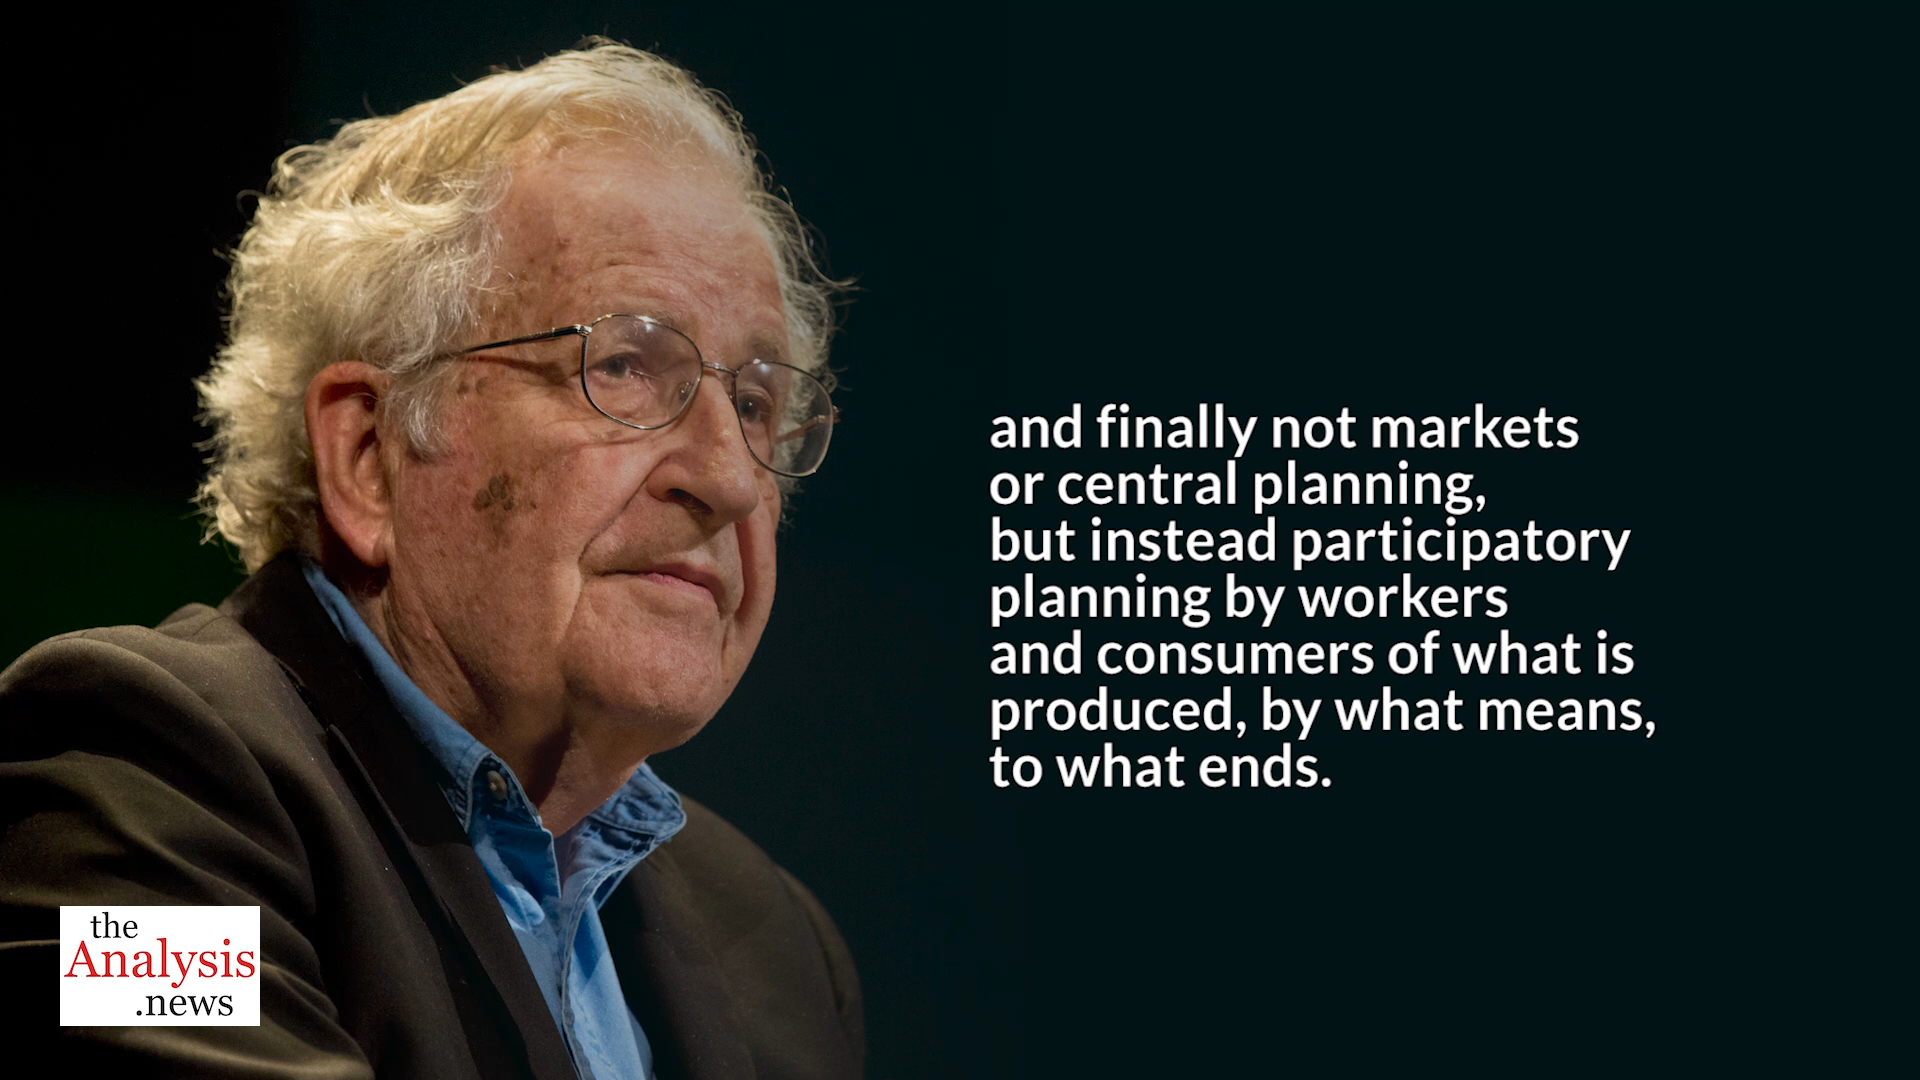 and finally not markets
or central planning,
but instead participatory
planning by workers
and consumers of what is
produced, by what means,
to what ends.
the
Analysis
.news